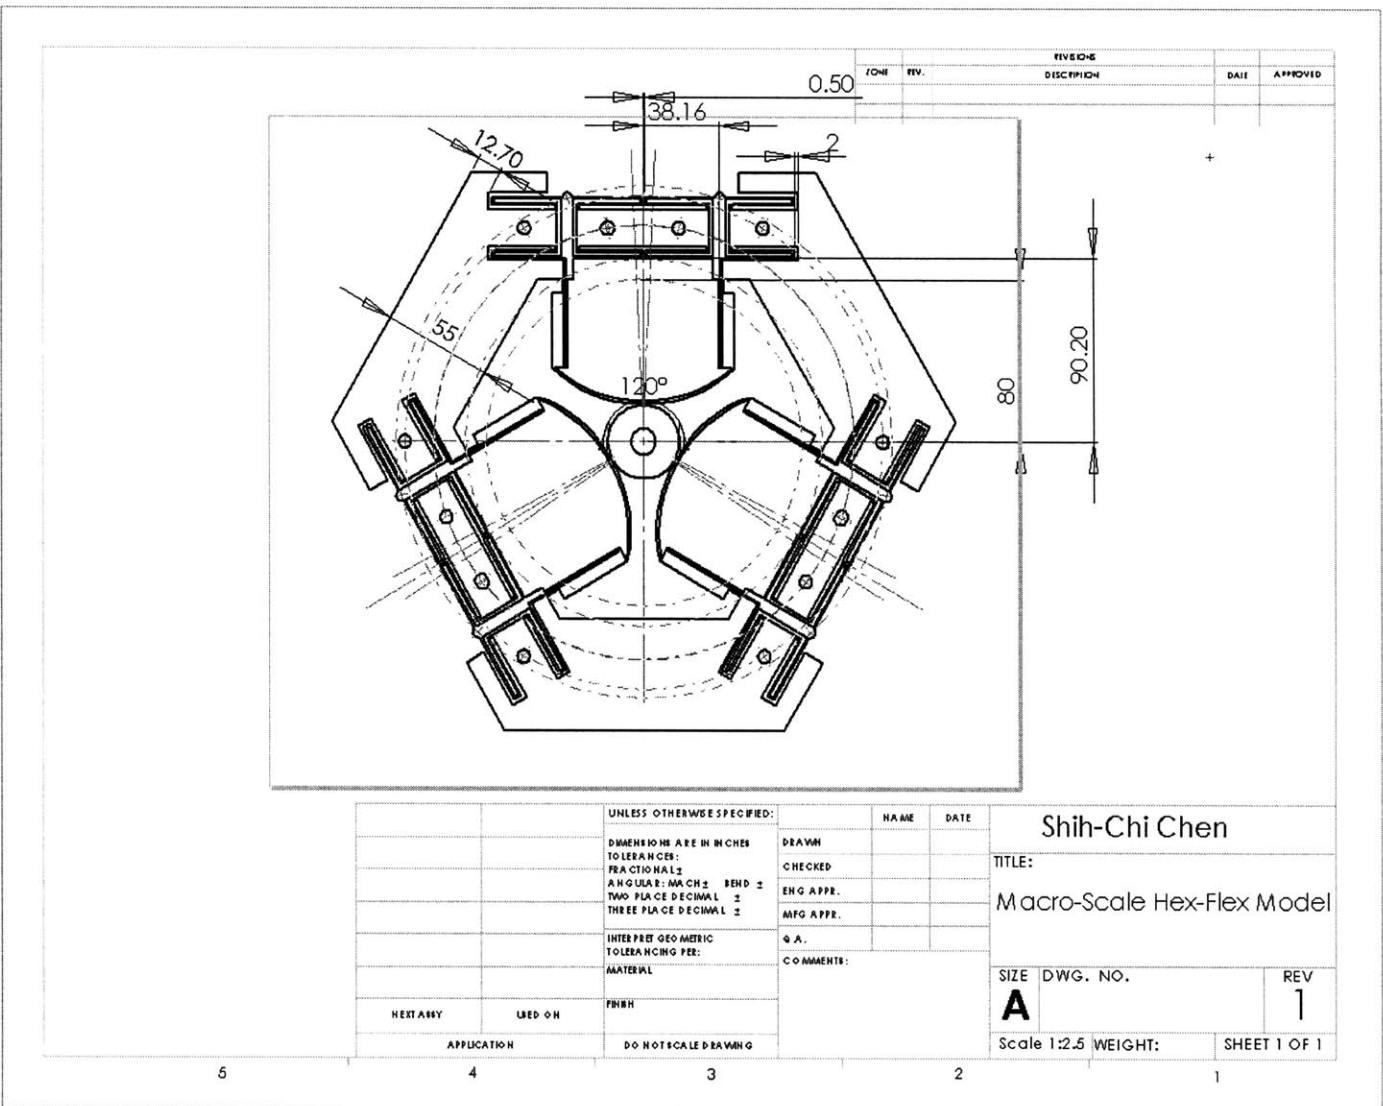 REVISIONS
ZONE REV. DESCRIPTION DATE APPROVED
0.50
38.16
12.70
2
55
120°
80
90.20
UNLESS OTHERWISE SPECIFIED:
DIMENSIONS ARE IN INCHES
TOLERANCES:
FRACTIONAL ±
ANGULAR: MACH ± BEND ±
TWO PLACE DECIMAL ±
THREE PLACE DECIMAL ±
INTERPRET GEOMETRIC
TOLERANCING PER:
MATERIAL
FINISH
DO NOT SCALE DRAWING
NEXT ASSY USED ON
APPLICATION
NAME DATE
DRAWN
CHECKED
ENG APPR.
MFG APPR.
Q.A.
COMMENTS:
Shih-Chi Chen
TITLE:
Macro-Scale Hex-Flex Model
SIZE DWG. NO. REV
A 1
Scale 1:2.5 WEIGHT: SHEET 1 OF 1
5 4 3 2 1